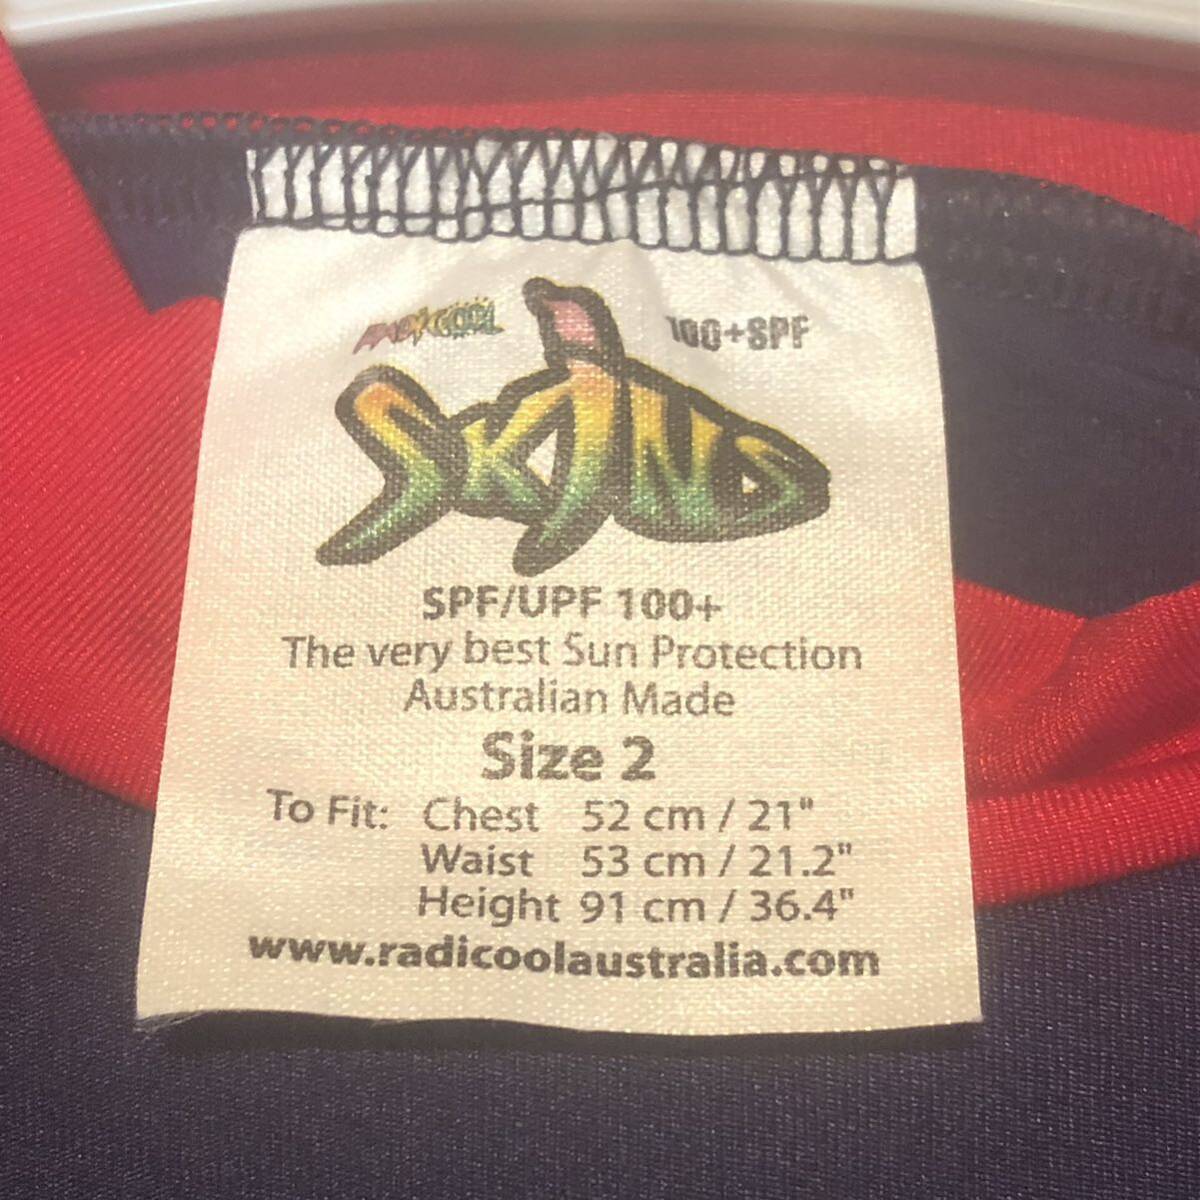 RADICOOL 100+SPF
SKINS
SPF/UPF 100+
The very best Sun Protection
Australian Made
Size 2
To Fit: Chest 52 cm / 21"
Waist 53 cm / 21.2"
Height 91 cm / 36.4"
www.radicoolaustralia.com